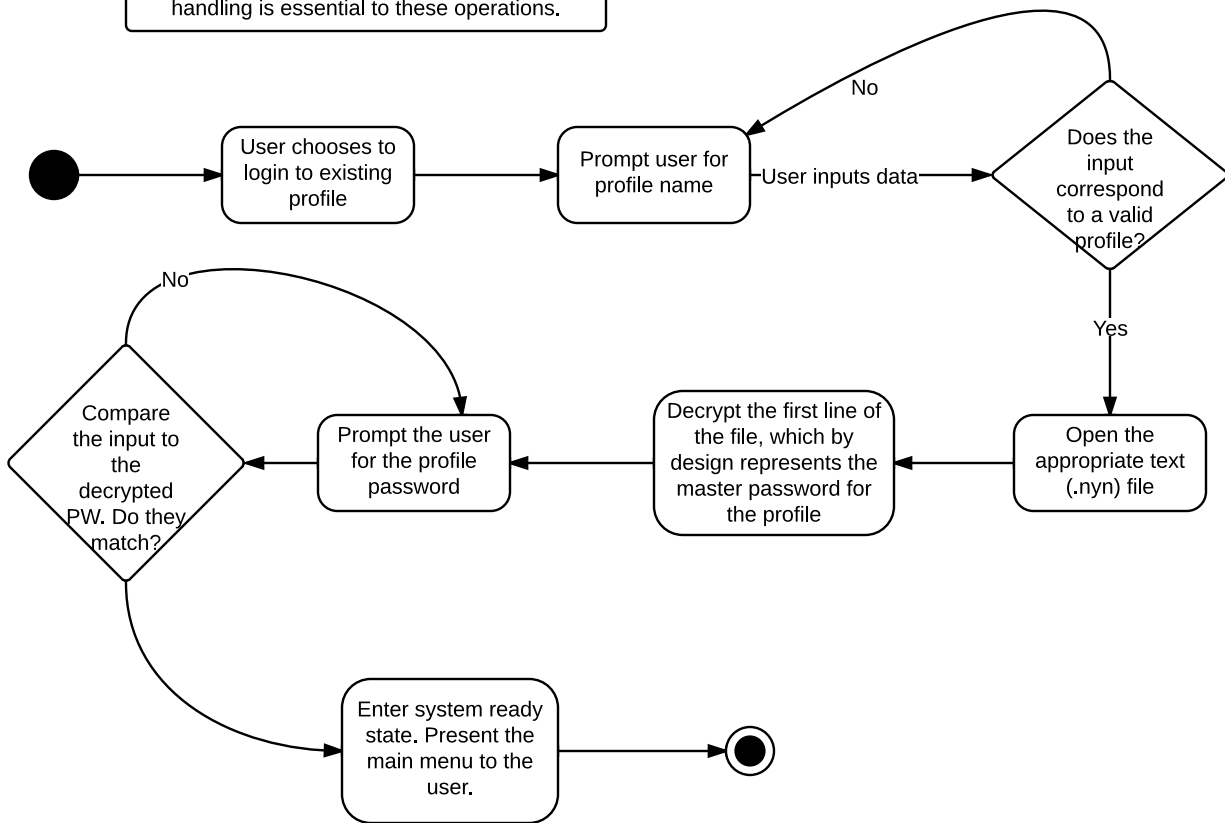 handling is essential to these operations.
No
User chooses to
login to existing
profile
Prompt user for
profile name
User inputs data
Does the
input
correspond
to a valid
profile?
No
Yes
Compare
the input to
the
decrypted
PW. Do they
match?
Prompt the user
for the profile
password
Decrypt the first line of
the file, which by
design represents the
master password for
the profile
Open the
appropriate text
(.nyn) file
Enter system ready
state. Present the
main menu to the
user.